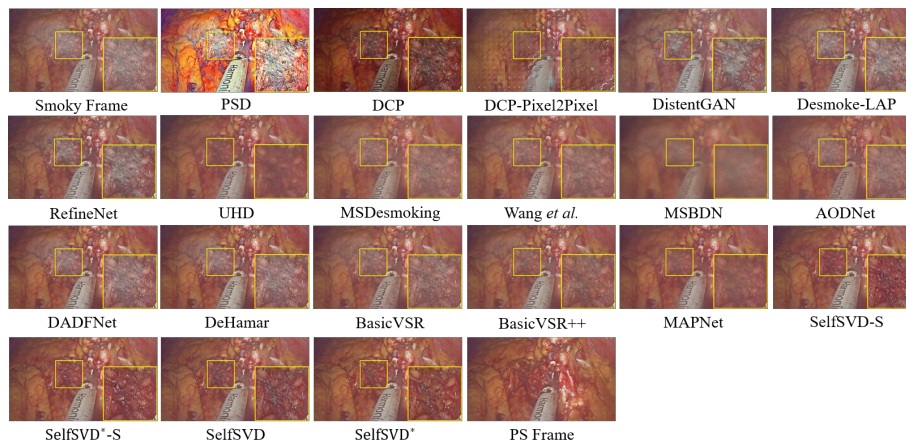 Smoky Frame PSD DCP DCP-Pixel2Pixel DistentGAN Desmoke-LAP
RefineNet UHD MSDesmoking Wang et al. MSBDN AODNet
DADFNet DeHamar BasicVSR BasicVSR++ MAPNet SelfSVD-S
SelfSVD*-S SelfSVD SelfSVD* PS Frame